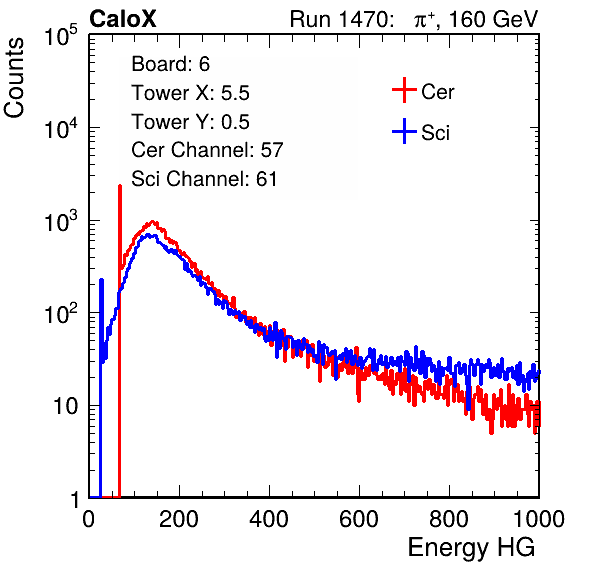 CaloX Run 1470: π⁺, 160 GeV
Counts
10⁵
10⁴
10³
10²
10
1
Board: 6
Tower X: 5.5
Tower Y: 0.5
Cer Channel: 57
Sci Channel: 61
Cer
Sci
0 200 400 600 800 1000
Energy HG